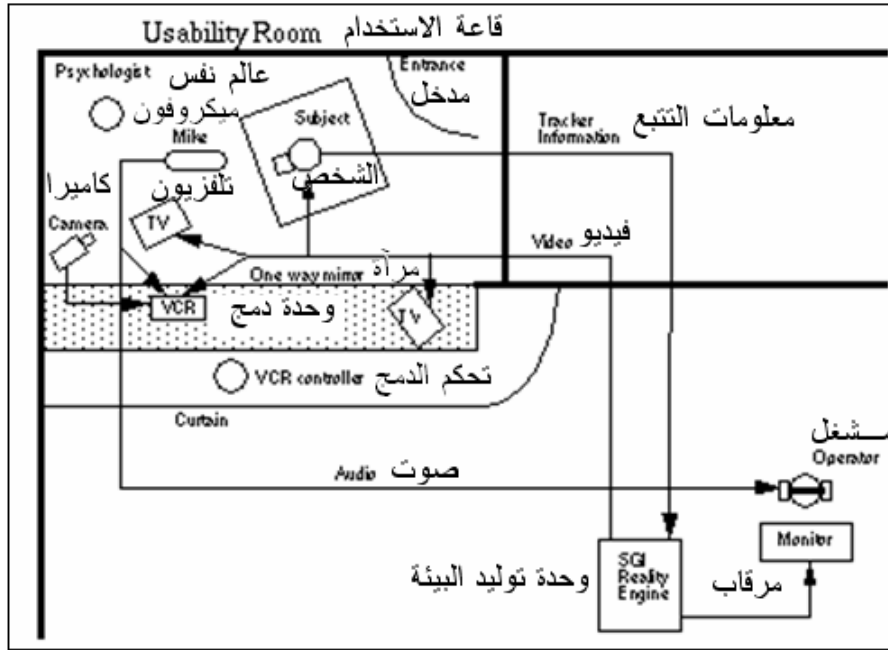 Usability Room قاعة الاستخدام
Psychologist عالم نفس
Entrance
مدخل
ميكروفون
Mike
Subject
الشخص
Tracker
Information
معلومات التتبع
كاميرا
Camera
تلفزيون
TV
Video فيديو
One way mirror مرآة
VCR
وحدة دمج
TV
VCR controller تحكم الدمج
Curtain
مشغل
Operator
Audio صوت
Monitor
SGI
Reality
Engine
وحدة توليد البيئة
مرقاب